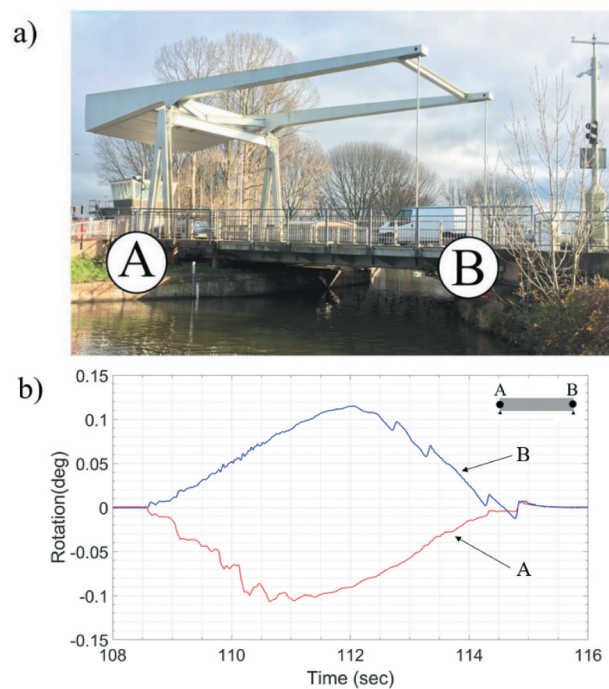 a)
A
B
b)
0.15
0.1
0.05
0
-0.05
-0.1
-0.15
Rotation(deg)
A B
B
A
108 110 112 114 116
Time (sec)